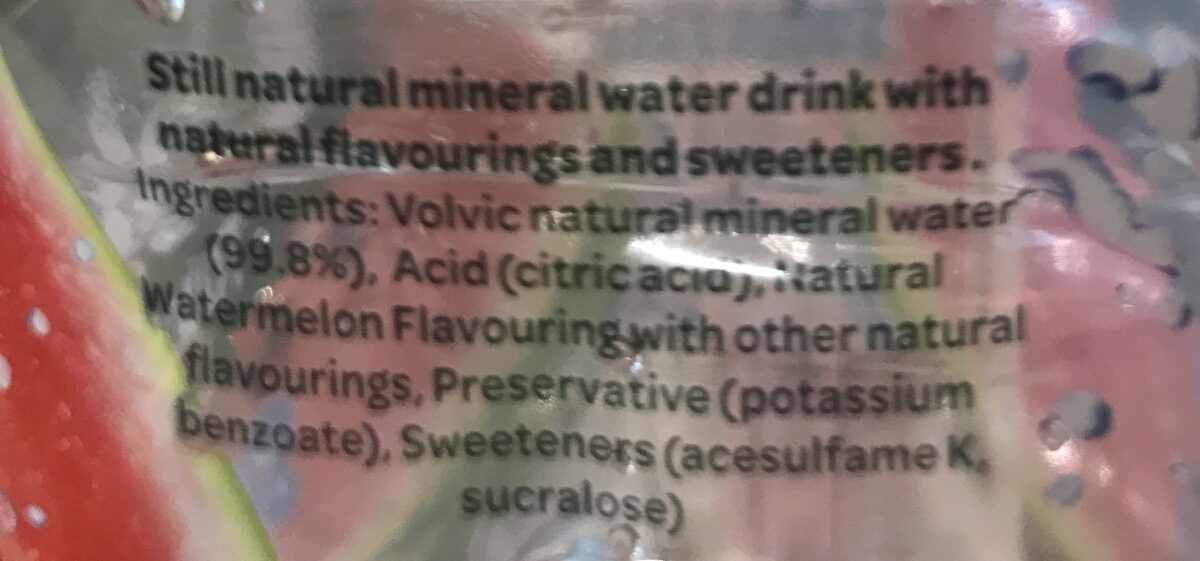 Still natural mineral water drink with
natural flavourings and sweeteners.
Ingredients: Volvic natural mineral water
(99.8%), Acid (citric acid), Natural
Watermelon Flavouring with other natural
flavourings, Preservative (potassium
benzoate), Sweeteners (acesulfame K,
sucralose)